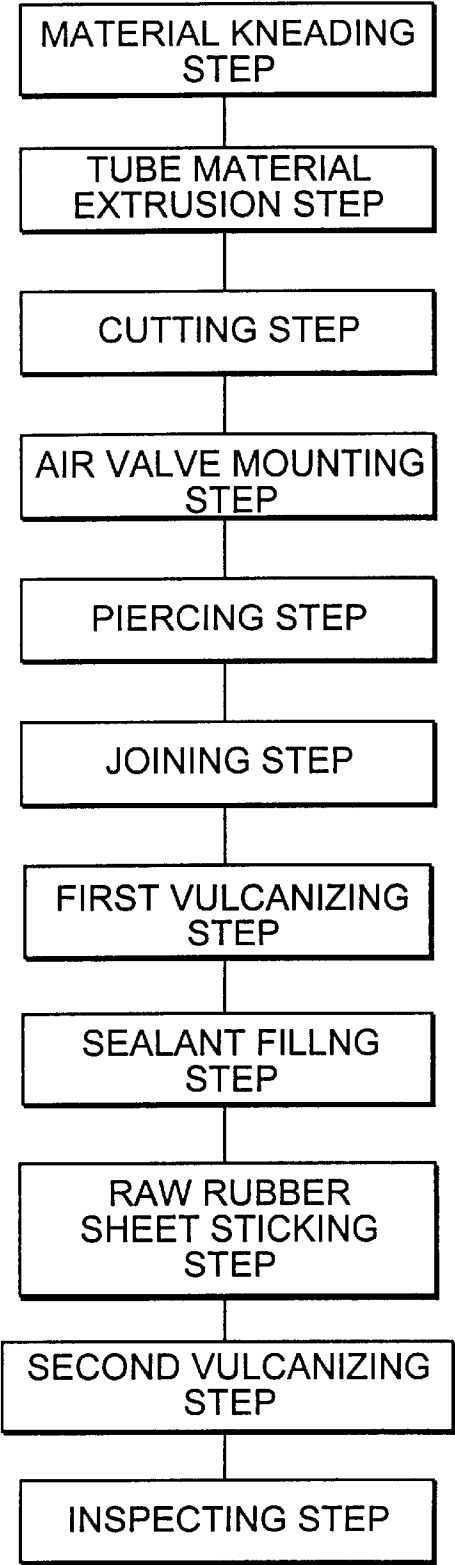 MATERIAL KNEADING
STEP
TUBE MATERIAL
EXTRUSION STEP
CUTTING STEP
AIR VALVE MOUNTING
STEP
PIERCING STEP
JOINING STEP
FIRST VULCANIZING
STEP
SEALANT FILLNG
STEP
RAW RUBBER
SHEET STICKING
STEP
SECOND VULCANIZING
STEP
INSPECTING STEP